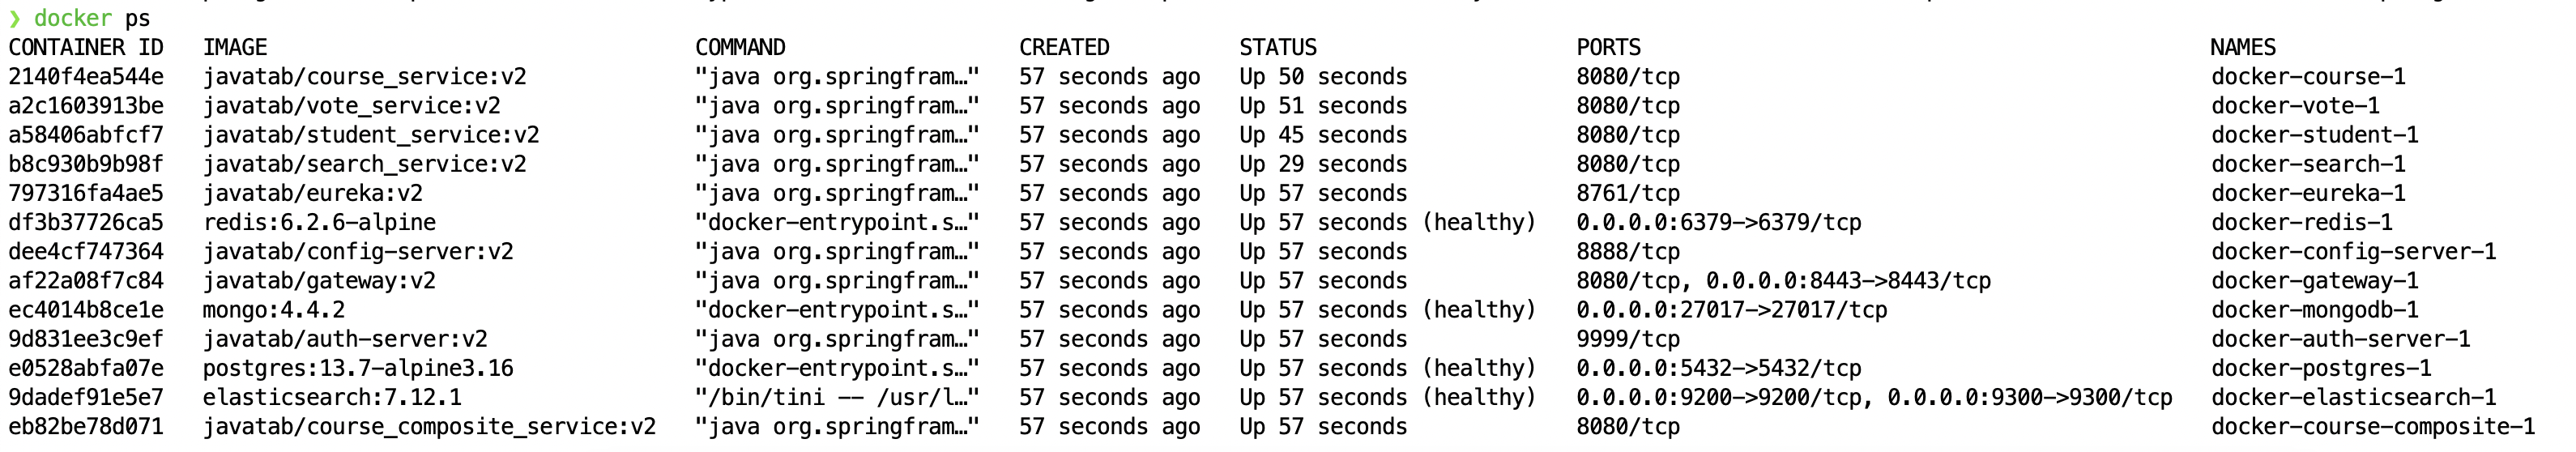 ❯ docker ps
CONTAINER ID   IMAGE                                COMMAND                  CREATED          STATUS                    PORTS                                            NAMES
2140f4ea544e   javatab/course_service:v2            "java org.springfram…"   57 seconds ago   Up 50 seconds             8080/tcp                                         docker-course-1
a2c1603913be   javatab/vote_service:v2              "java org.springfram…"   57 seconds ago   Up 51 seconds             8080/tcp                                         docker-vote-1
a58406abfcf7   javatab/student_service:v2           "java org.springfram…"   57 seconds ago   Up 45 seconds             8080/tcp                                         docker-student-1
b8c930b9b98f   javatab/search_service:v2            "java org.springfram…"   57 seconds ago   Up 29 seconds             8080/tcp                                         docker-search-1
797316fa4ae5   javatab/eureka:v2                    "java org.springfram…"   57 seconds ago   Up 57 seconds             8761/tcp                                         docker-eureka-1
df3b37726ca5   redis:6.2.6-alpine                   "docker-entrypoint.s…"   57 seconds ago   Up 57 seconds (healthy)   0.0.0.0:6379->6379/tcp                           docker-redis-1
dee4cf747364   javatab/config-server:v2             "java org.springfram…"   57 seconds ago   Up 57 seconds             8888/tcp                                         docker-config-server-1
af22a08f7c84   javatab/gateway:v2                   "java org.springfram…"   57 seconds ago   Up 57 seconds             8080/tcp, 0.0.0.0:8443->8443/tcp                 docker-gateway-1
ec4014b8ce1e   mongo:4.4.2                          "docker-entrypoint.s…"   57 seconds ago   Up 57 seconds (healthy)   0.0.0.0:27017->27017/tcp                         docker-mongodb-1
9d831ee3c9ef   javatab/auth-server:v2               "java org.springfram…"   57 seconds ago   Up 57 seconds             9999/tcp                                         docker-auth-server-1
e0528abfa07e   postgres:13.7-alpine3.16             "docker-entrypoint.s…"   57 seconds ago   Up 57 seconds (healthy)   0.0.0.0:5432->5432/tcp                           docker-postgres-1
9dadef91e5e7   elasticsearch:7.12.1                 "/bin/tini -- /usr/l…"   57 seconds ago   Up 57 seconds (healthy)   0.0.0.0:9200->9200/tcp, 0.0.0.0:9300->9300/tcp   docker-elasticsearch-1
eb82be78d071   javatab/course_composite_service:v2  "java org.springfram…"   57 seconds ago   Up 57 seconds             8080/tcp                                         docker-course-composite-1